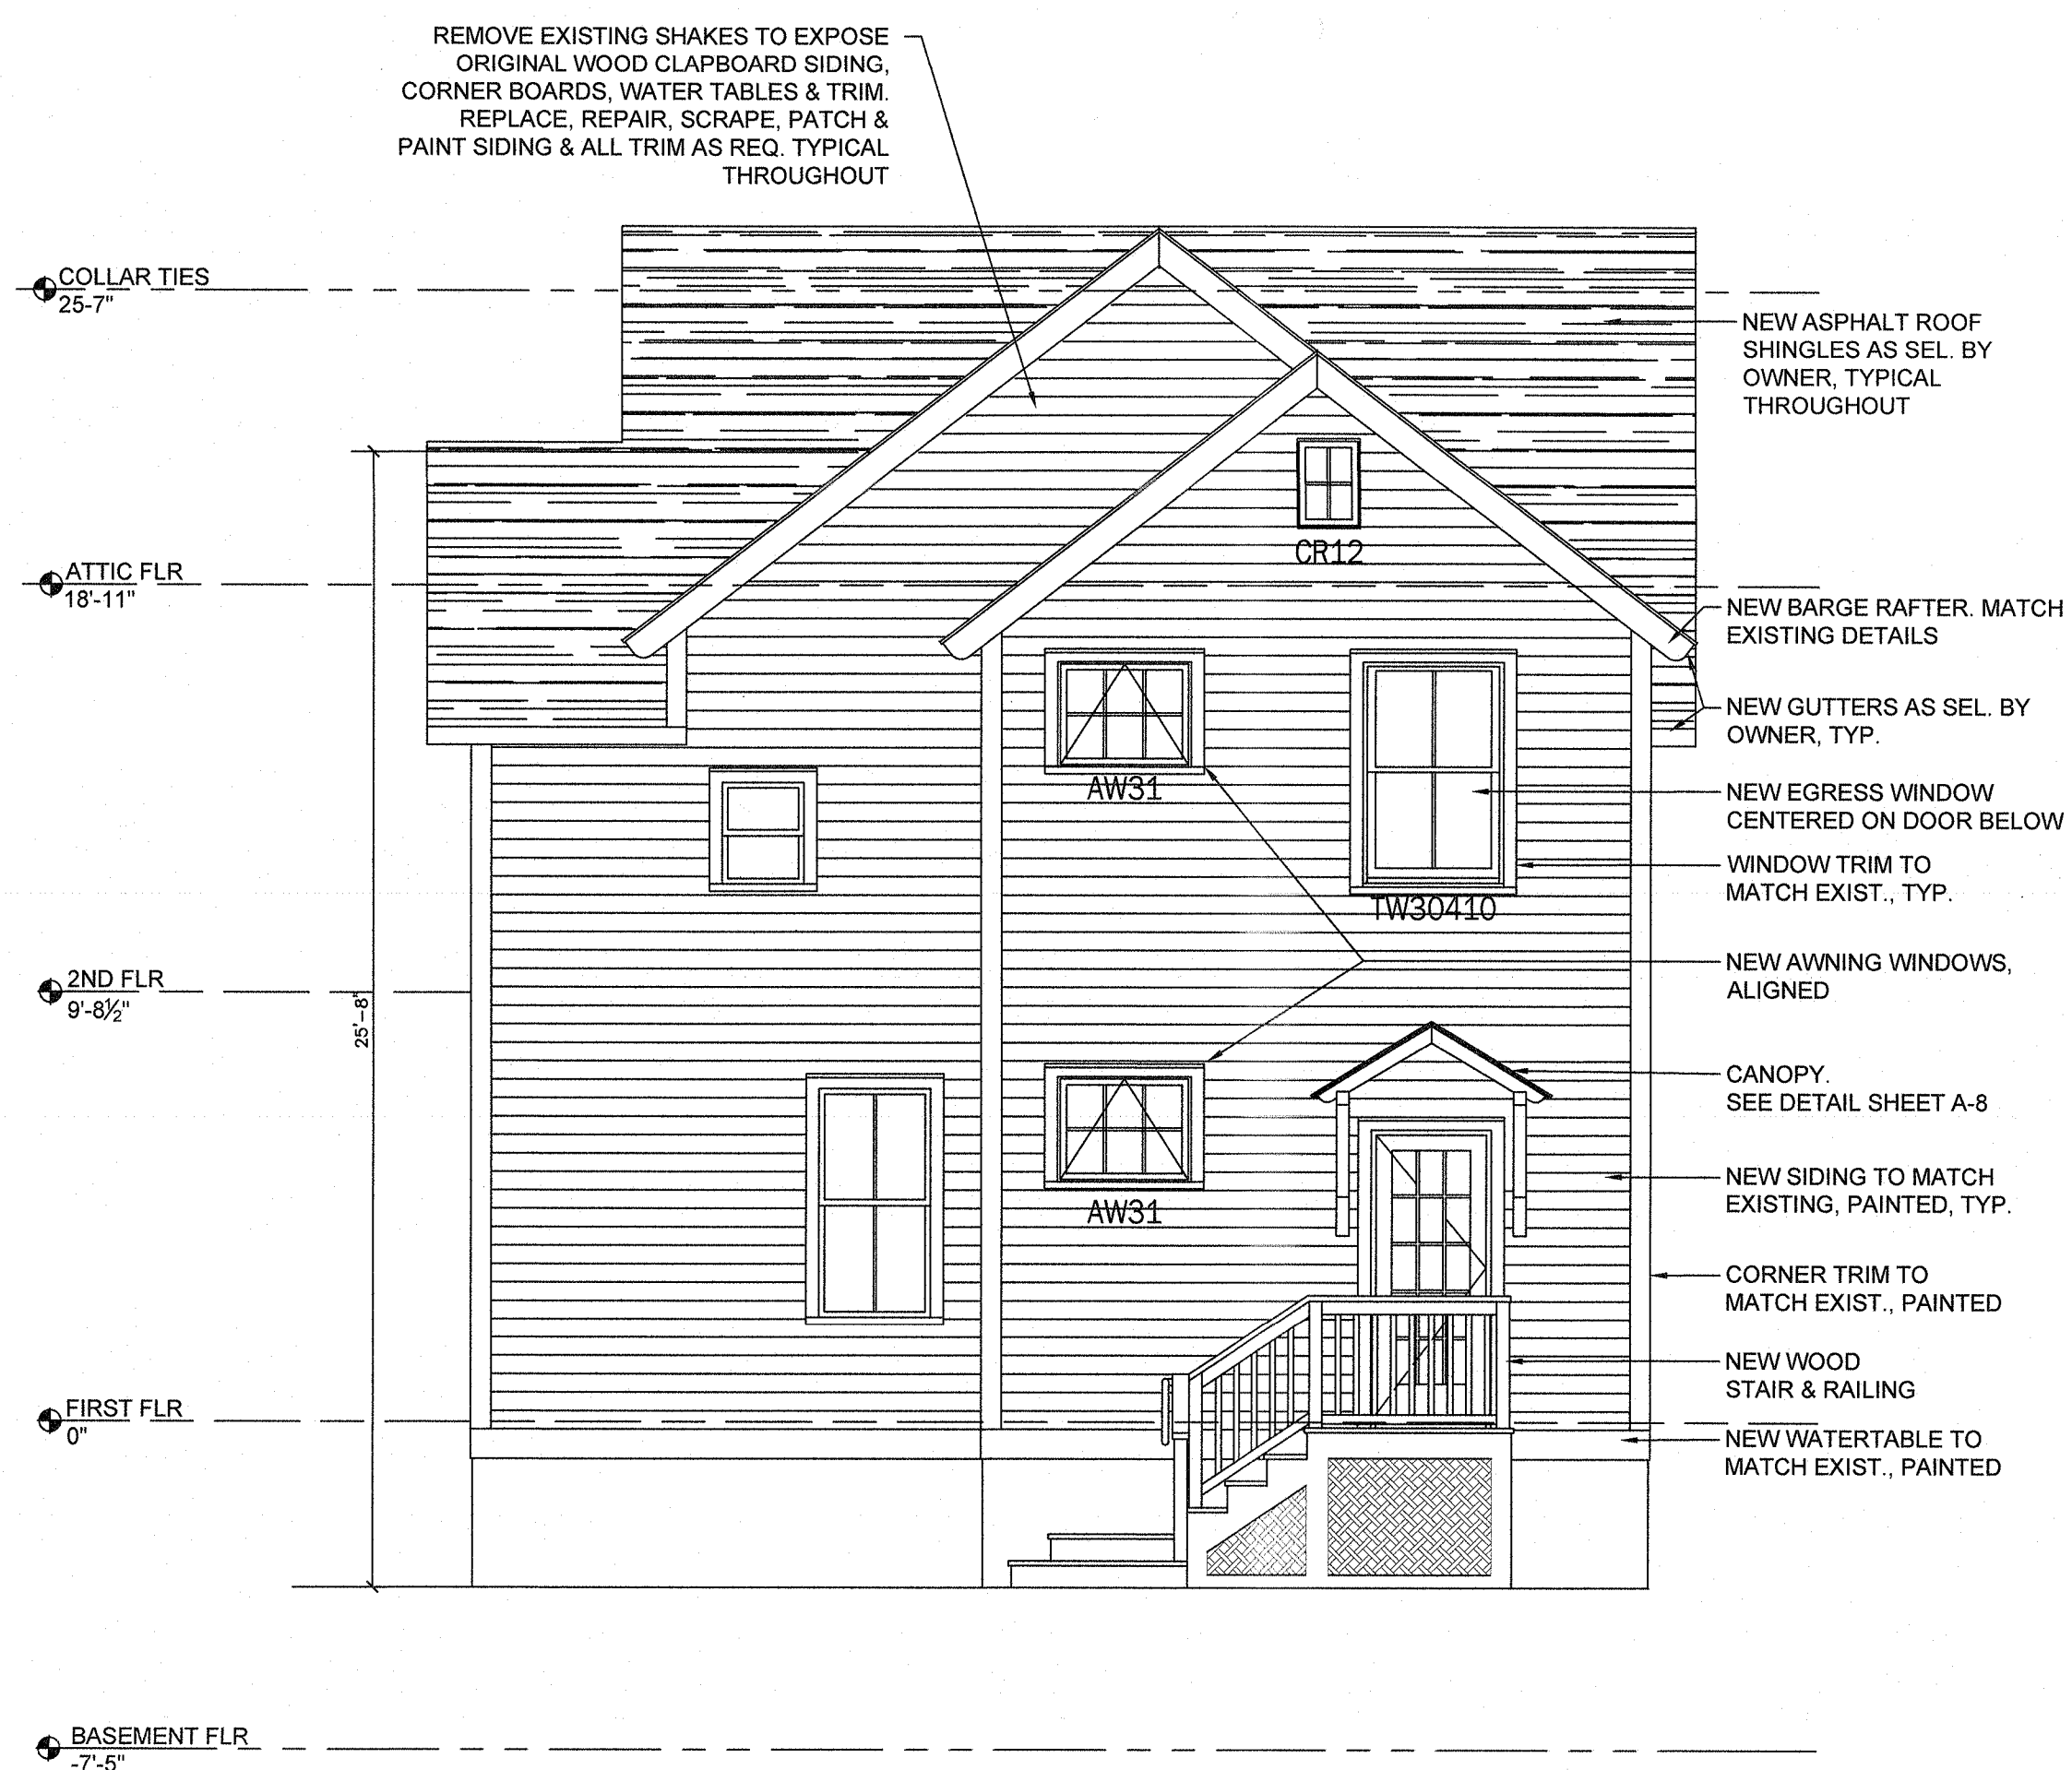 REMOVE EXISTING SHAKES TO EXPOSE
ORIGINAL WOOD CLAPBOARD SIDING,
CORNER BOARDS, WATER TABLES & TRIM.
REPLACE, REPAIR, SCRAPE, PATCH &
PAINT SIDING & ALL TRIM AS REQ. TYPICAL
THROUGHOUT
COLLAR TIES
25-7"
NEW ASPHALT ROOF
SHINGLES AS SEL. BY
OWNER, TYPICAL
THROUGHOUT
CR12
ATTIC FLR
18'-11"
NEW BARGE RAFTER. MATCH
EXISTING DETAILS
NEW GUTTERS AS SEL. BY
OWNER, TYP.
AW31
NEW EGRESS WINDOW
CENTERED ON DOOR BELOW
WINDOW TRIM TO
MATCH EXIST., TYP.
TW30410
NEW AWNING WINDOWS,
ALIGNED
2ND FLR
9'-8½"
25'-8"
CANOPY.
SEE DETAIL SHEET A-8
NEW SIDING TO MATCH
EXISTING, PAINTED, TYP.
AW31
CORNER TRIM TO
MATCH EXIST., PAINTED
NEW WOOD
STAIR & RAILING
FIRST FLR
0"
NEW WATERTABLE TO
MATCH EXIST., PAINTED
BASEMENT FLR
-7'-5"